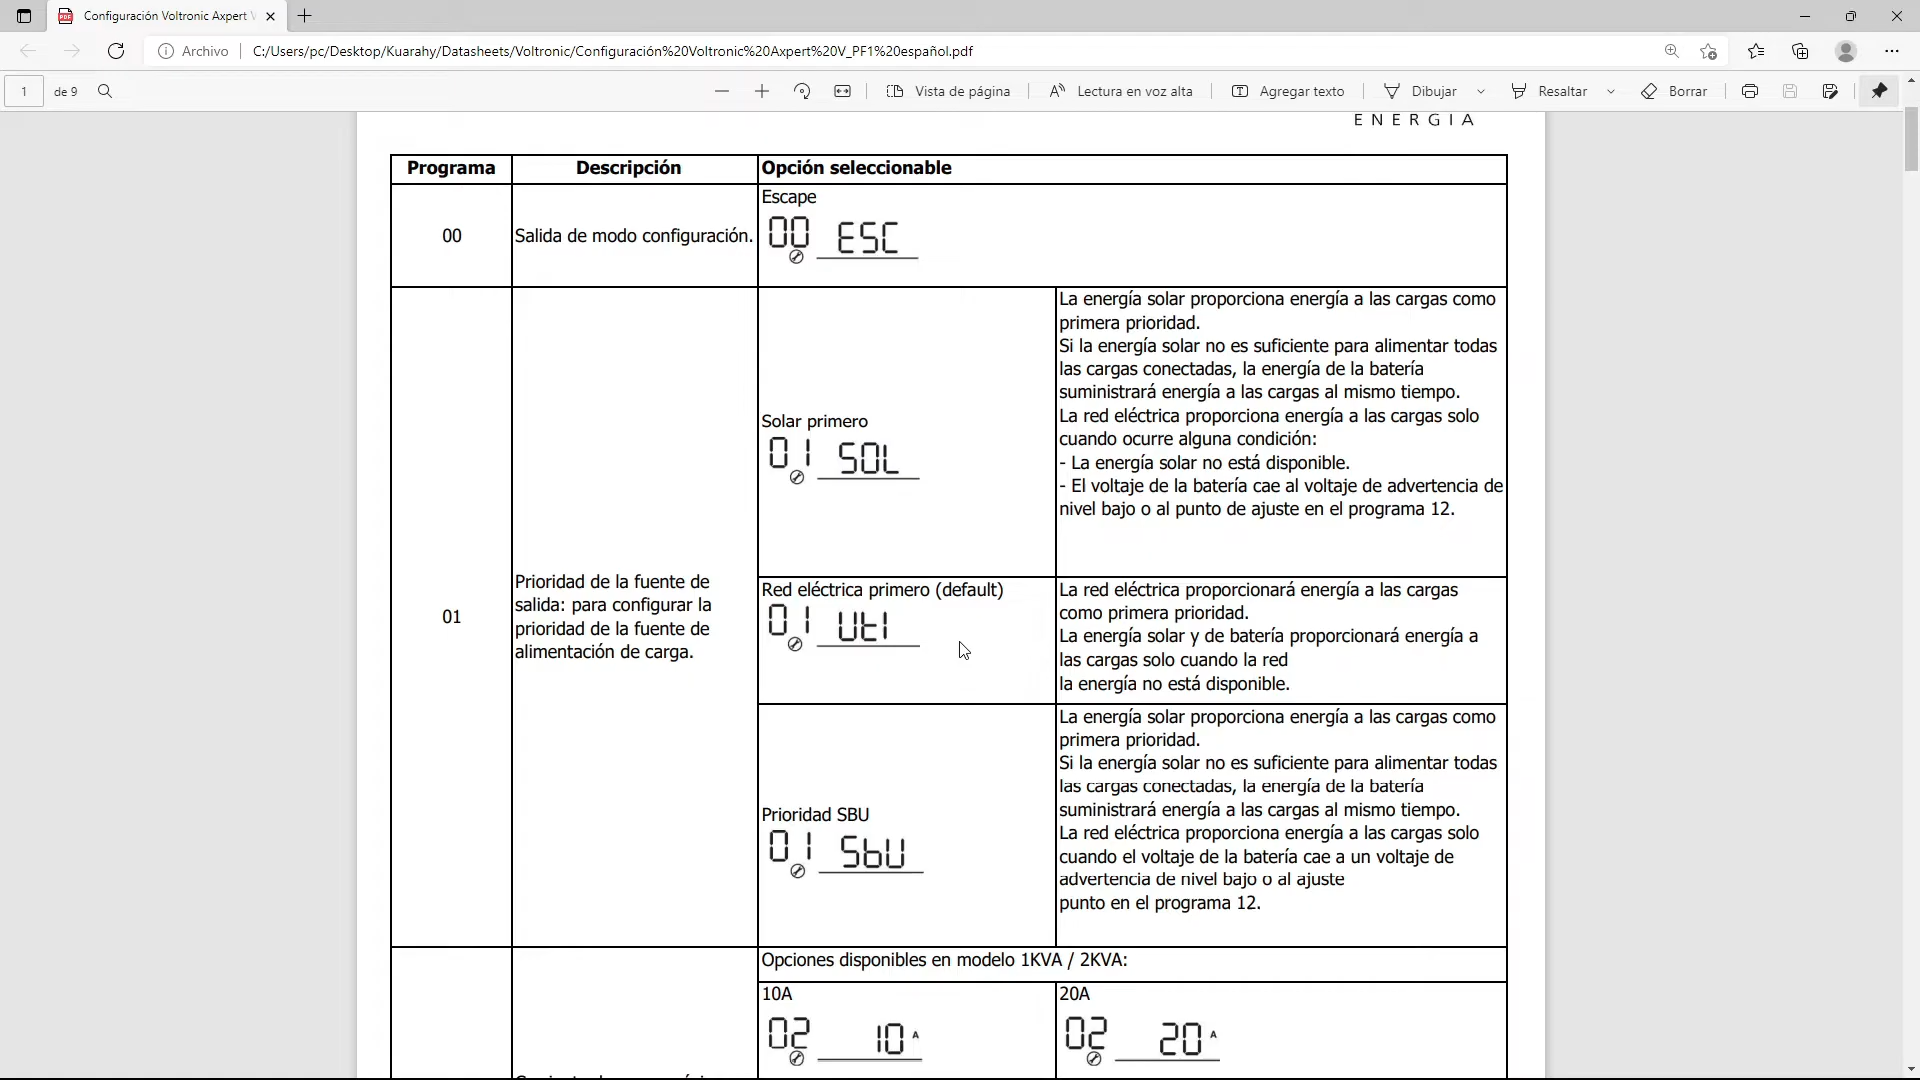 Configuración Voltronic Axpert V
Archivo
C:/Users/pc/Desktop/Kuarahy/Datasheets/Voltronic/Configuración%20Voltronic%20Axpert%20V_PF1%20español.pdf
1 de 9
Vista de página
Lectura en voz alta
Agregar texto
Dibujar
Resaltar
Borrar
ENERGIA
Programa Descripción Opción seleccionable
00
Salida de modo configuración.
Escape
00 ESC
01
Prioridad de la fuente de
salida: para configurar la
prioridad de la fuente de
alimentación de carga.
Solar primero
01 SOL
La energía solar proporciona energía a las cargas como
primera prioridad.
Si la energía solar no es suficiente para alimentar todas
las cargas conectadas, la energía de la batería
suministrará energía a las cargas al mismo tiempo.
La red eléctrica proporciona energía a las cargas solo
cuando ocurre alguna condición:
- La energía solar no está disponible.
- El voltaje de la batería cae al voltaje de advertencia de
nivel bajo o al punto de ajuste en el programa 12.
Red eléctrica primero (default)
01 UtI
La red eléctrica proporcionará energía a las cargas
como primera prioridad.
La energía solar y de batería proporcionará energía a
las cargas solo cuando la red
la energía no está disponible.
Prioridad SBU
01 SbU
La energía solar proporciona energía a las cargas como
primera prioridad.
Si la energía solar no es suficiente para alimentar todas
las cargas conectadas, la energía de la batería
suministrará energía a las cargas al mismo tiempo.
La red eléctrica proporciona energía a las cargas solo
cuando el voltaje de la batería cae a un voltaje de
advertencia de nivel bajo o al ajuste
punto en el programa 12.
Opciones disponibles en modelo 1KVA / 2KVA:
10A
02 10 A
20A
02 20 A